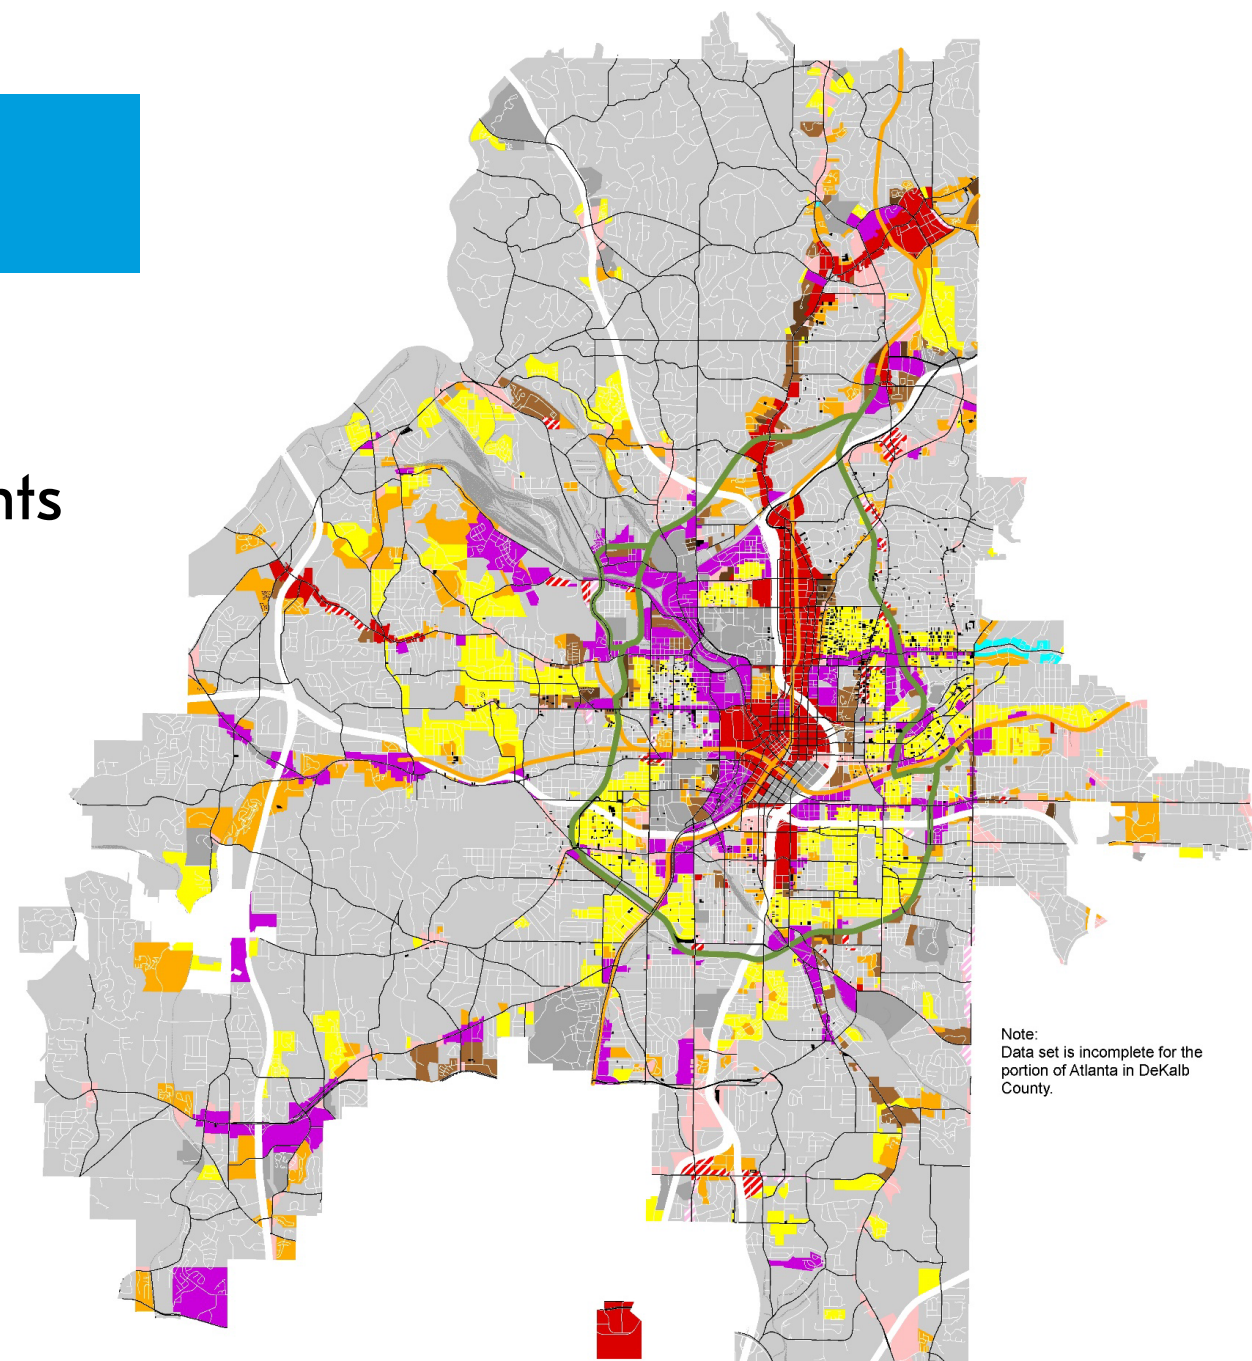 nts
Note:
Data set is incomplete for the
portion of Atlanta in DeKalb
County.